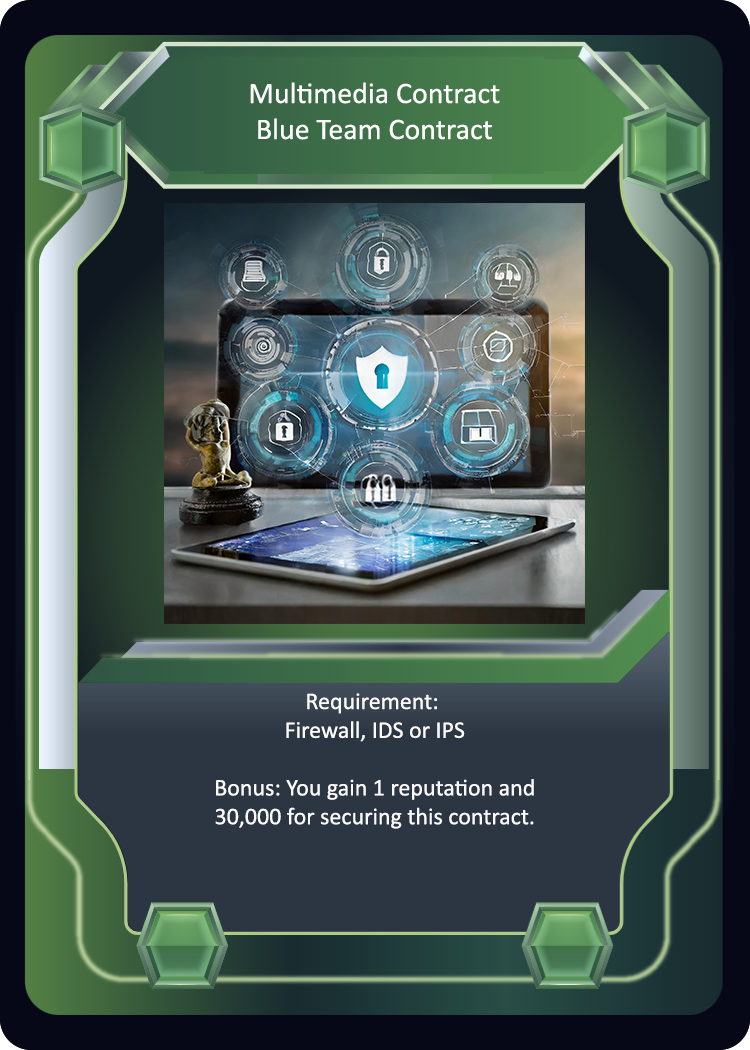 Multimedia Contract
Blue Team Contract
Requirement:
Firewall, IDS or IPS
Bonus: You gain 1 reputation and
30,000 for securing this contract.